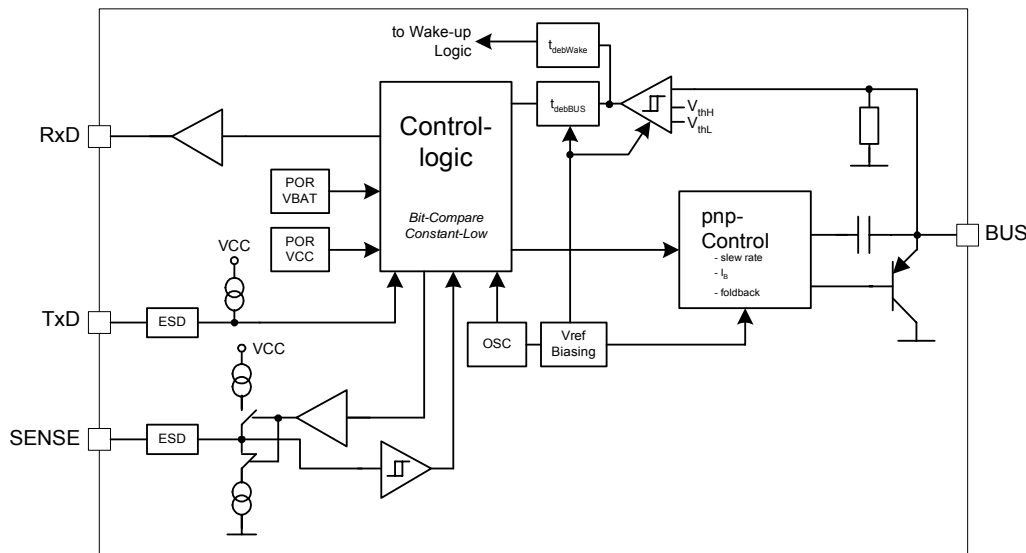 to Wake-up
Logic
tdebWake
tdebBUS
VthH
VthL
RxD
Control-
logic
Bit-Compare
Constant-Low
POR
VBAT
POR
VCC
VCC
pnp-
Control
- slew rate
- IB
- foldback
BUS
TxD
ESD
OSC
Vref
Biasing
VCC
SENSE
ESD